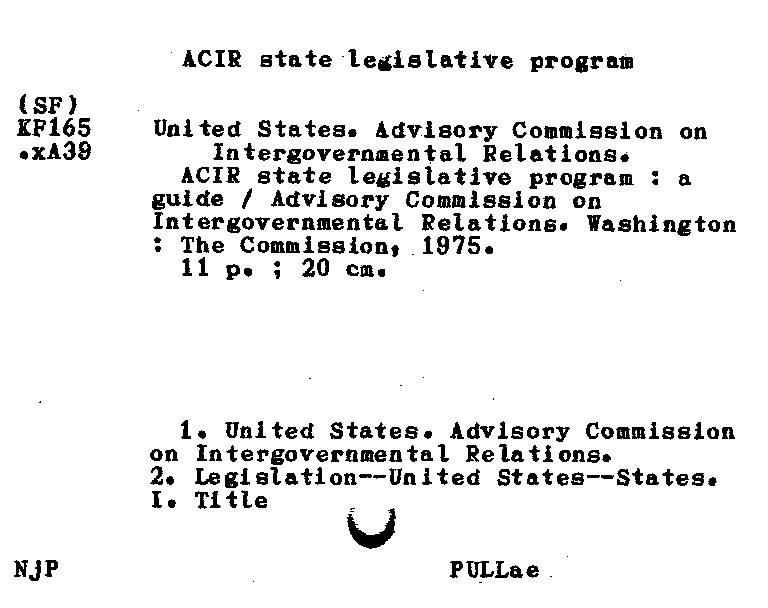 ACIR state legislative program
(SF)
KF165 United States. Advisory Commission on
.xA39 Intergovernmental Relations.
ACIR state legislative program : a
guide / Advisory Commission on
Intergovernmental Relations. Washington
: The Commission, 1975.
11 p. ; 20 cm.
1. United States. Advisory Commission
on Intergovernmental Relations.
2. Legislation--United States--States.
I. Title
NjP PULLae